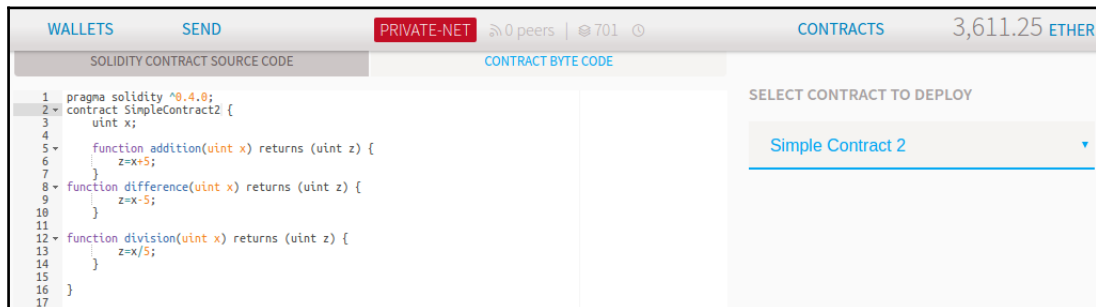 WALLETS SEND PRIVATE-NET 0 peers | 701 CONTRACTS 3,611.25 ETHER
SOLIDITY CONTRACT SOURCE CODE CONTRACT BYTE CODE
SELECT CONTRACT TO DEPLOY
Simple Contract 2
1 pragma solidity ^0.4.0;
2 contract SimpleContract2 {
3 uint x;
4
5 function addition(uint x) returns (uint z) {
6 z=x+5;
7 }
8 function difference(uint x) returns (uint z) {
9 z=x-5;
10 }
11
12 function division(uint x) returns (uint z) {
13 z=x/5;
14 }
15
16 }
17